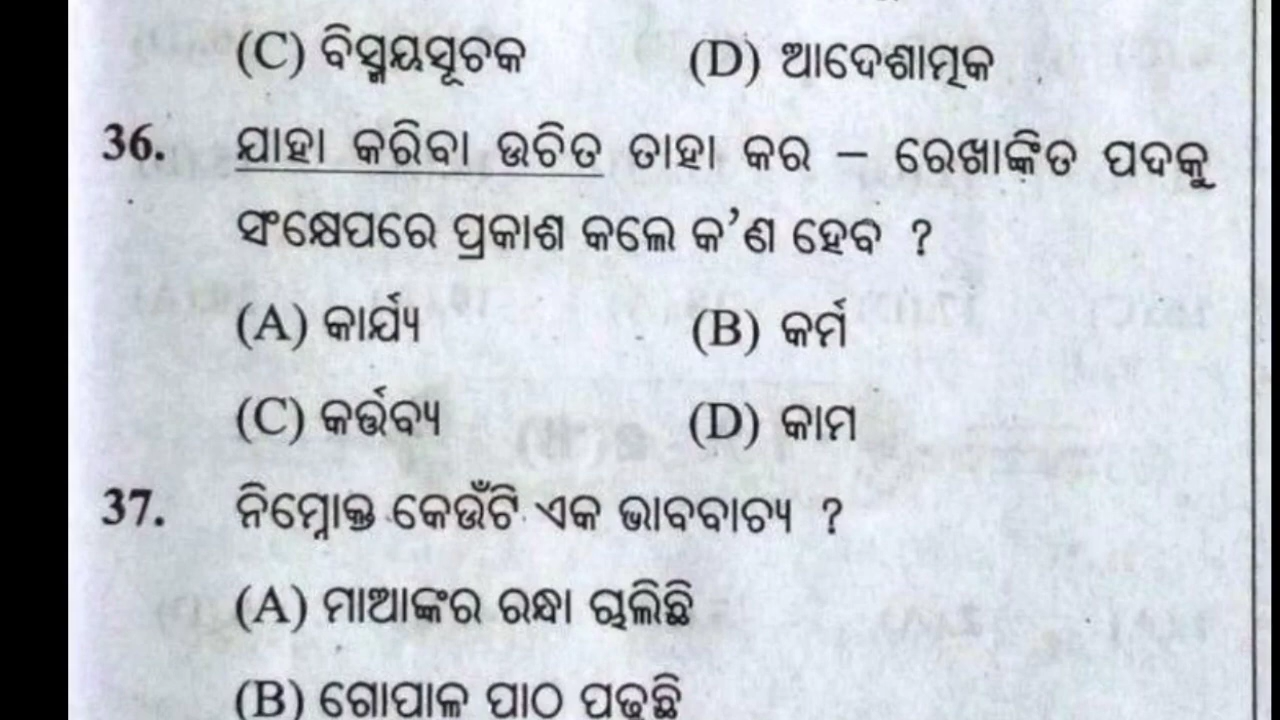 (C) ବିସ୍ମୟସୂଚକ (D) ଆଦେଶାତ୍ମକ
36. ଯାହା କରିବା ଉଚିତ ତାହା କର – ରେଖାଙ୍କିତ ପଦକୁ
ସଂକ୍ଷେପରେ ପ୍ରକାଶ କଲେ କ'ଣ ହେବ ?
(A) କାର୍ଯ୍ୟ (B) କର୍ମ
(C) କର୍ତ୍ତବ୍ୟ (D) କାମ
37. ନିମ୍ନୋକ୍ତ କେଉଁଟି ଏକ ଭାବବାଚ୍ୟ ?
(A) ମାଆଙ୍କର ରନ୍ଧା ଚାଲିଛି
(B) ଗୋପାଳ ପାଠ ପଢୁଛି